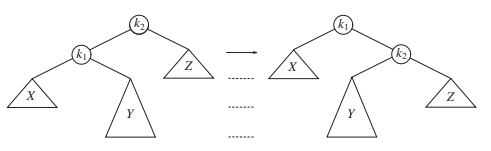 k₂ k₁
k₁ k₂
Z X
X Z
Y Y